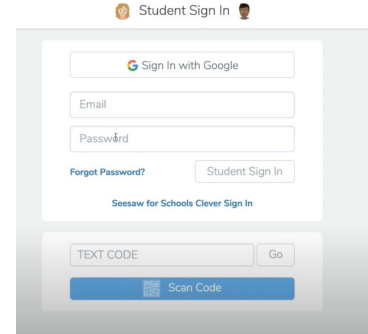 Student Sign In
Sign In with Google
Email
Password
Forgot Password?
Student Sign In
Seesaw for Schools Clever Sign In
TEXT CODE
Go
Scan Code